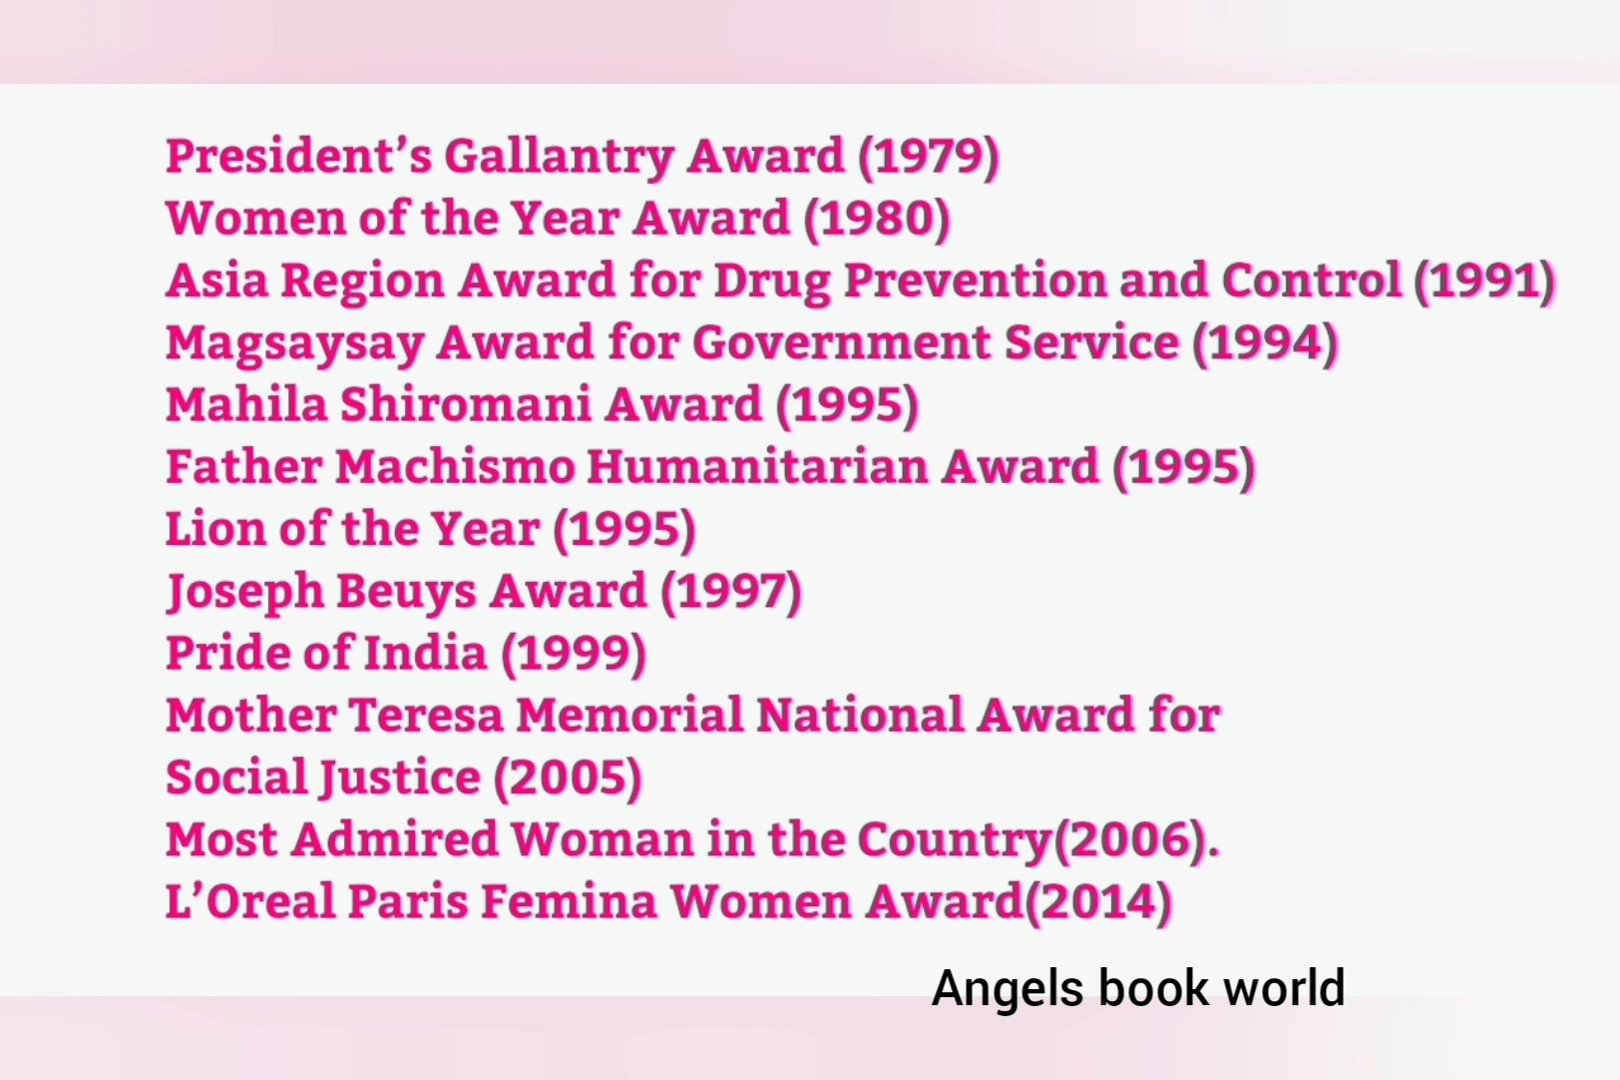 President’s Gallantry Award (1979)
Women of the Year Award (1980)
Asia Region Award for Drug Prevention and Control (1991)
Magsaysay Award for Government Service (1994)
Mahila Shiromani Award (1995)
Father Machismo Humanitarian Award (1995)
Lion of the Year (1995)
Joseph Beuys Award (1997)
Pride of India (1999)
Mother Teresa Memorial National Award for
Social Justice (2005)
Most Admired Woman in the Country(2006).
L’Oreal Paris Femina Women Award(2014)
Angels book world